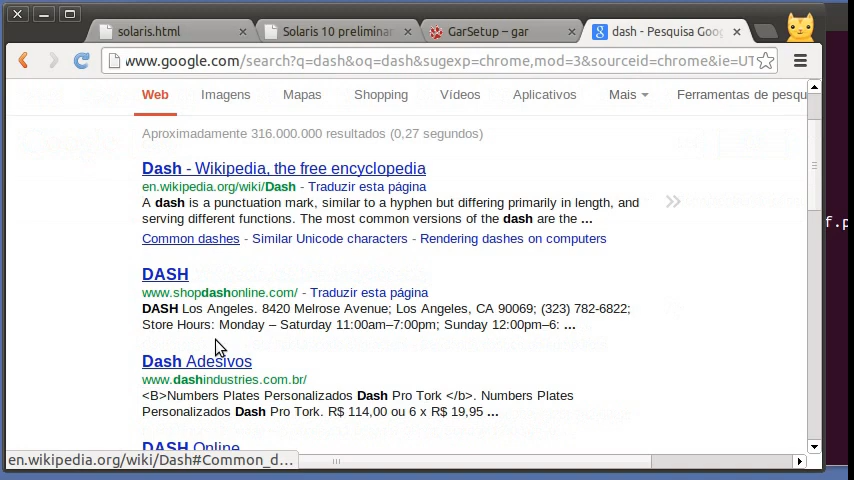 solaris.html
Solaris 10 preliminar
GarSetup – gar
dash - Pesquisa Goog
www.google.com/search?q=dash&oq=dash&sugexp=chrome,mod=3&sourceid=chrome&ie=UT
Web Imagens Mapas Shopping Vídeos Aplicativos Mais Ferramentas de pesqu
Aproximadamente 316.000.000 resultados (0,27 segundos)
Dash - Wikipedia, the free encyclopedia
en.wikipedia.org/wiki/Dash - Traduzir esta página
A dash is a punctuation mark, similar to a hyphen but differing primarily in length, and
serving different functions. The most common versions of the dash are the ...
Common dashes - Similar Unicode characters - Rendering dashes on computers
DASH
www.shopdashonline.com/ - Traduzir esta página
DASH Los Angeles. 8420 Melrose Avenue; Los Angeles, CA 90069; (323) 782-6822;
Store Hours: Monday – Saturday 11:00am–7:00pm; Sunday 12:00pm–6: ...
Dash Adesivos
www.dashindustries.com.br/
<B>Numbers Plates Personalizados Dash Pro Tork </b>. Numbers Plates
Personalizados Dash Pro Tork. R$ 114,00 ou 6 x R$ 19,95 ...
DASH Online
en.wikipedia.org/wiki/Dash#Common_d...
f.p